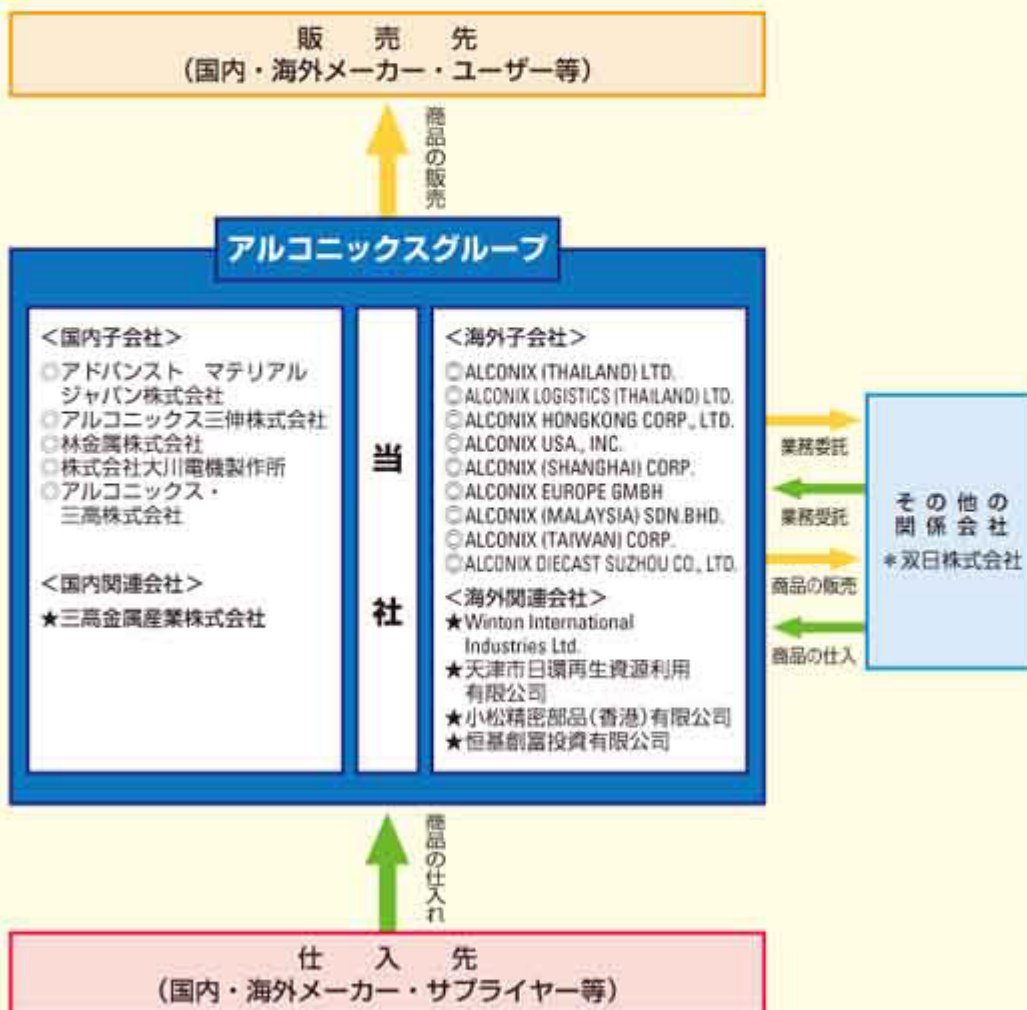 販売先
(国内・海外メーカー・ユーザー等)
商品の販売
アルコニックスグループ
<国内子会社>
◎アドバンスト マテリアル
ジャパン株式会社
◎アルコニックス三伸株式会社
◎林金属株式会社
◎株式会社大川電機製作所
◎アルコニックス・
三高株式会社
<国内関連会社>
★三高金属産業株式会社
当社
<海外子会社>
◎ALCONIX (THAILAND) LTD.
◎ALCONIX LOGISTICS (THAILAND) LTD.
◎ALCONIX HONGKONG CORP., LTD.
◎ALCONIX USA., INC.
◎ALCONIX (SHANGHAI) CORP.
◎ALCONIX EUROPE GMBH
◎ALCONIX (MALAYSIA) SDN.BHD.
◎ALCONIX (TAIWAN) CORP.
◎ALCONIX DIECAST SUZHOU CO., LTD.
<海外関連会社>
★Winton International
Industries Ltd.
★天津市日環再生資源利用
有限公司
★小松精密部品(香港)有限公司
★恒基創富投資有限公司
業務委託
業務受託
商品の販売
商品の仕入
その他の
関係会社
*双日株式会社
商品の仕入れ
仕入先
(国内・海外メーカー・サプライヤー等)